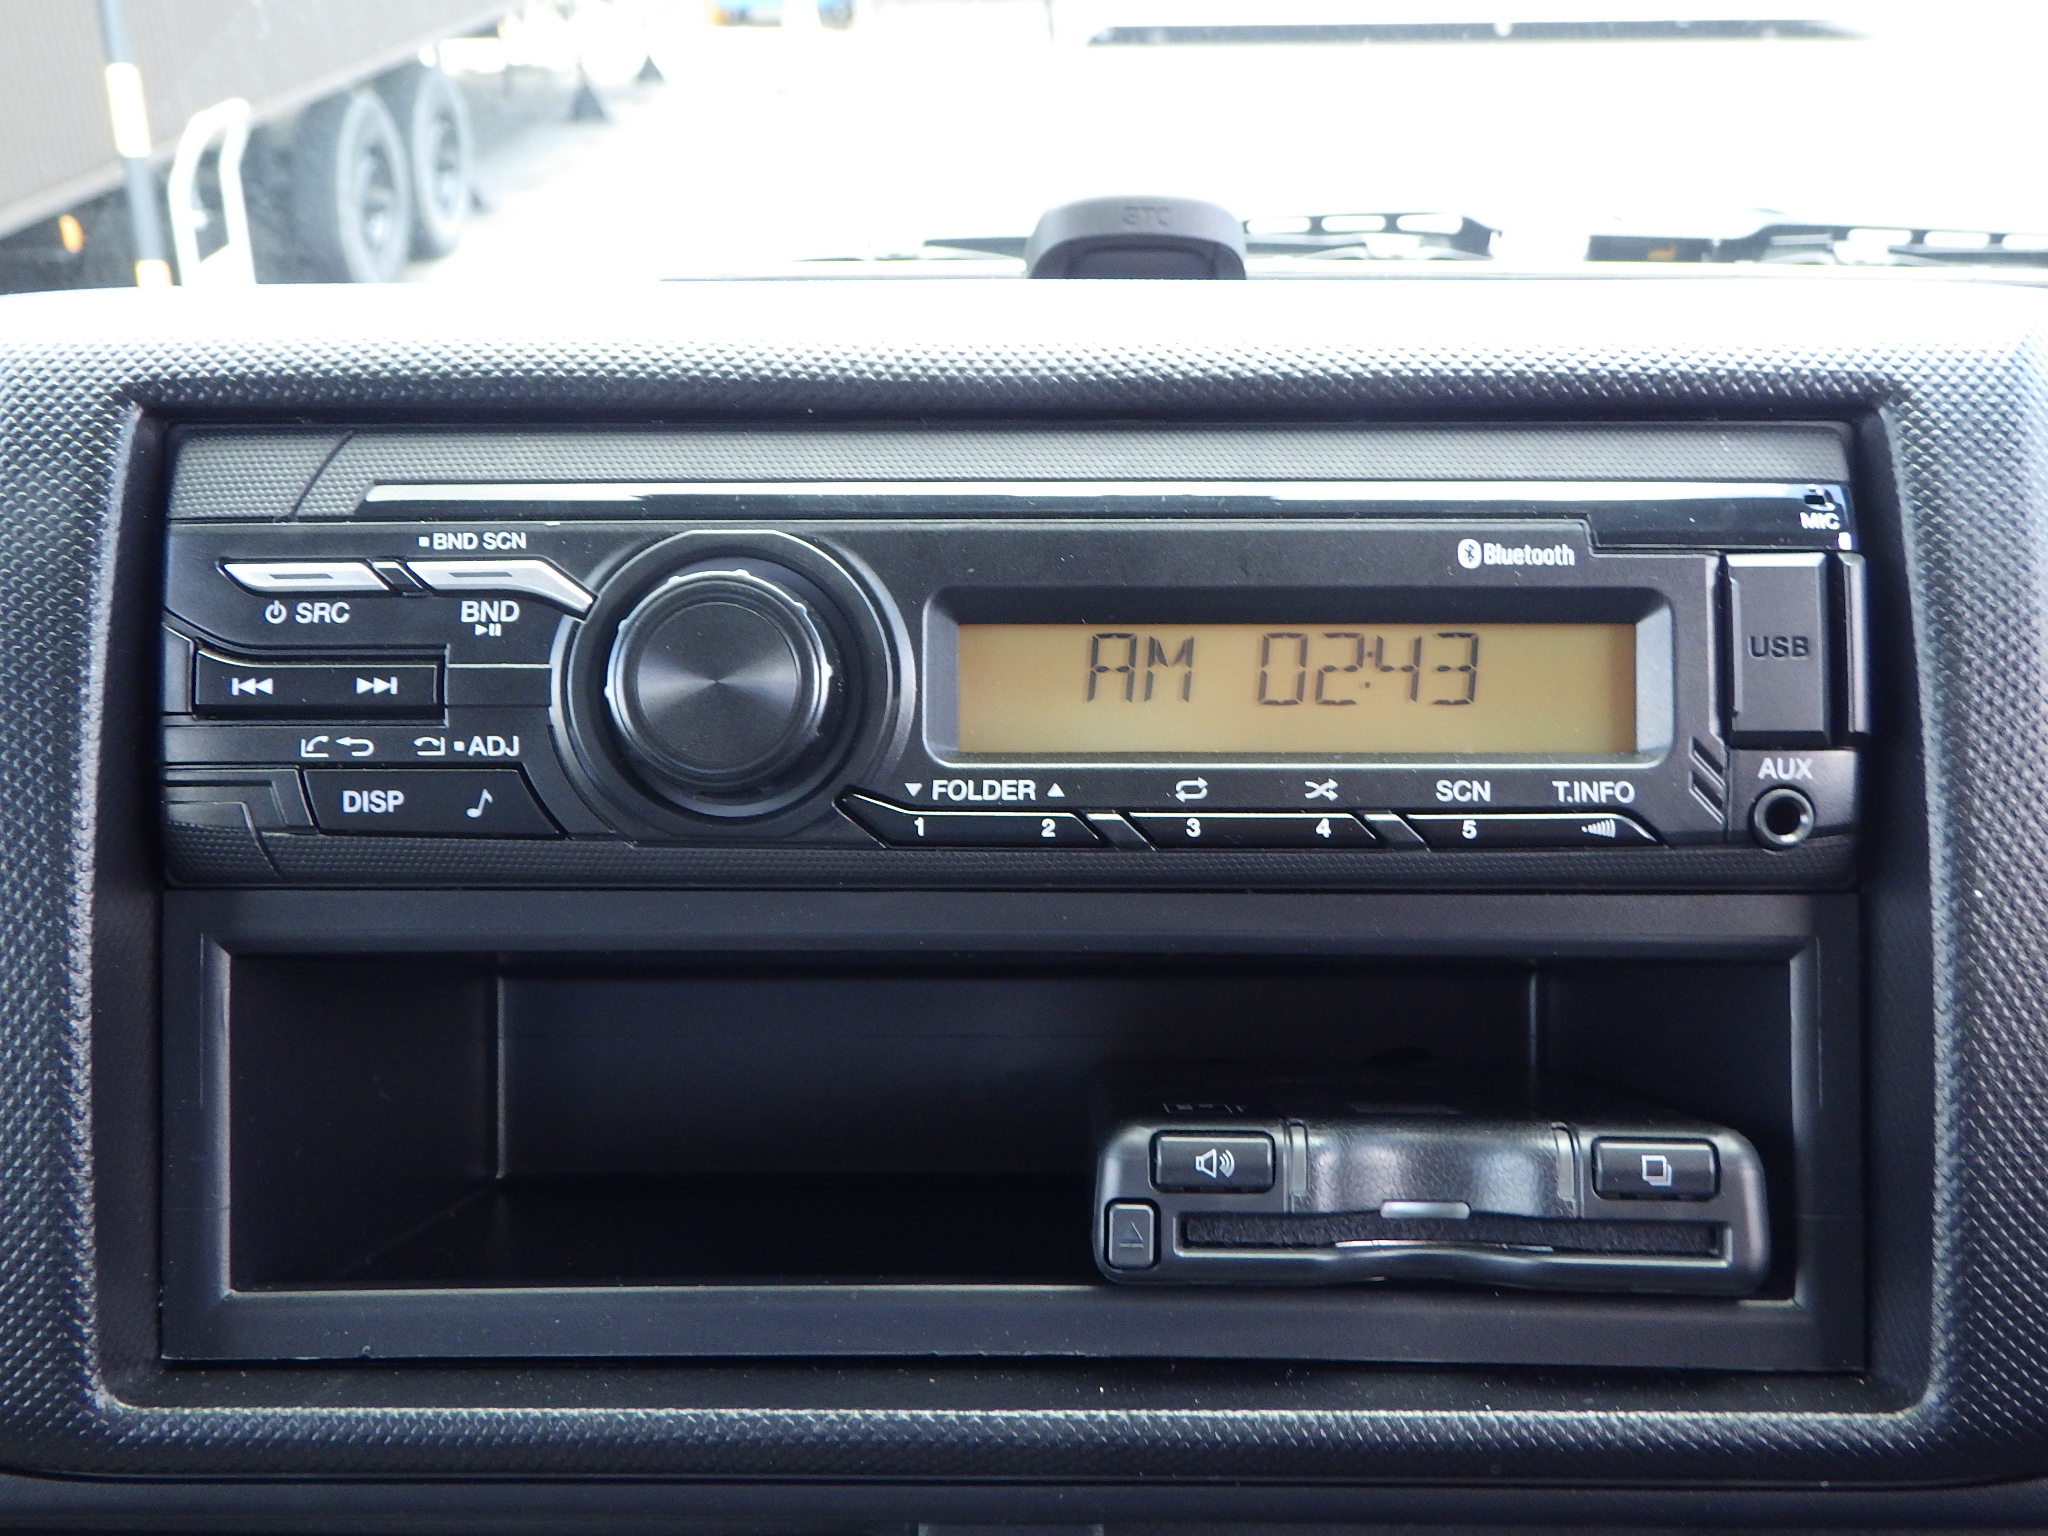 ETC
MIC
BND SCN
Bluetooth
SRC
BND
AM 02:43
USB
ADJ
AUX
DISP
FOLDER
SCN
T.INFO
1
2
3
4
5